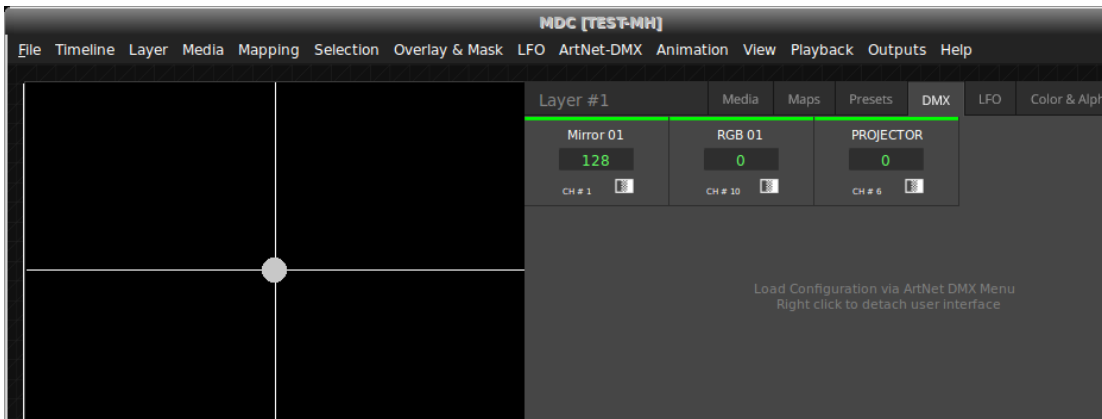 MDC [TEST-MH]
File Timeline Layer Media Mapping Selection Overlay & Mask LFO ArtNet-DMX Animation View Playback Outputs Help
Layer #1 Media Maps Presets DMX LFO Color & Alph
Mirror 01 RGB 01 PROJECTOR
128 0 0
CH # 1 CH # 10 CH # 6
Load Configuration via ArtNet DMX Menu
Right click to detach user interface